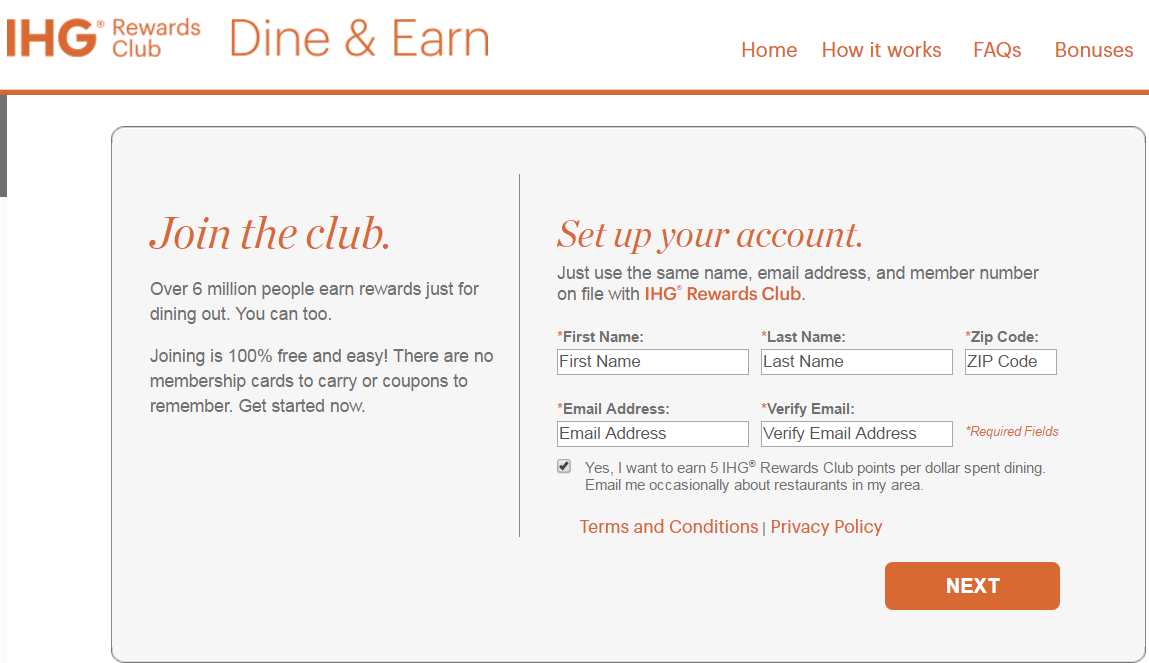 IHG® Rewards Club Dine & Earn
Home How it works FAQs Bonuses
Join the club.
Over 6 million people earn rewards just for
dining out. You can too.
Joining is 100% free and easy! There are no
membership cards to carry or coupons to
remember. Get started now.
Set up your account.
Just use the same name, email address, and member number
on file with IHG® Rewards Club.
*First Name: *Last Name: *Zip Code:
First Name Last Name ZIP Code
*Email Address: *Verify Email:
Email Address Verify Email Address *Required Fields
Yes, I want to earn 5 IHG® Rewards Club points per dollar spent dining.
Email me occasionally about restaurants in my area.
Terms and Conditions | Privacy Policy
NEXT